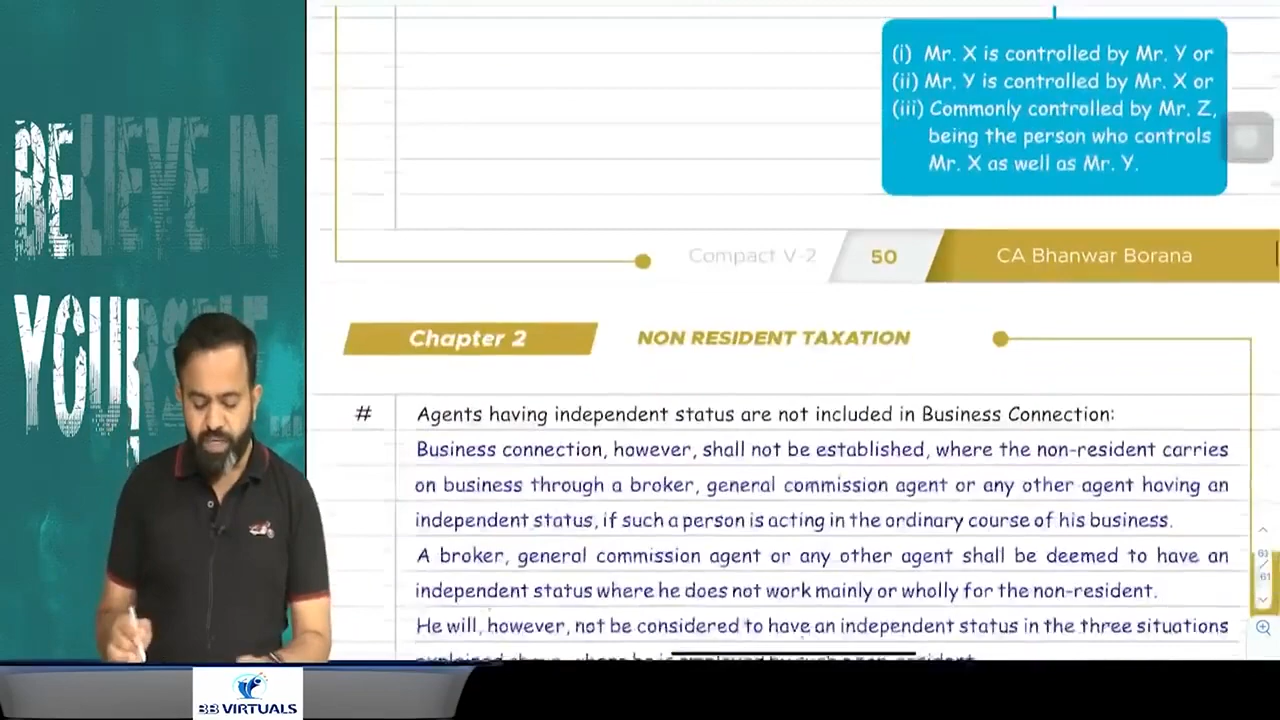 BELIEVE IN
YOURSELF...
(i) Mr. X is controlled by Mr. Y or
(ii) Mr. Y is controlled by Mr. X or
(iii) Commonly controlled by Mr. Z,
being the person who controls
Mr. X as well as Mr. Y.
Compact V-2
50
CA Bhanwar Borana
Chapter 2
NON RESIDENT TAXATION
# Agents having independent status are not included in Business Connection:
Business connection, however, shall not be established, where the non-resident carries
on business through a broker, general commission agent or any other agent having an
independent status, if such a person is acting in the ordinary course of his business.
A broker, general commission agent or any other agent shall be deemed to have an
independent status where he does not work mainly or wholly for the non-resident.
He will, however, not be considered to have an independent status in the three situations
61
/
61
BB VIRTUALS